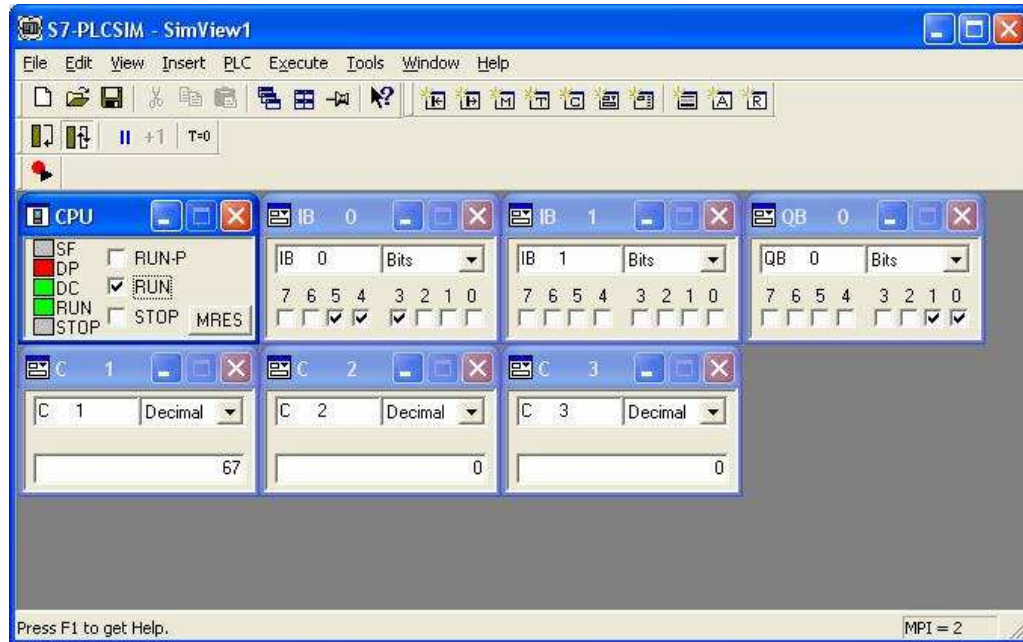 S7-PLCSIM - SimView1
File Edit View Insert PLC Execute Tools Window Help
+1 T=0
CPU
SF
DP
DC
RUN
STOP
RUN-P
RUN
STOP
MRES
IB 0
IB 0 Bits
7 6 5 4 3 2 1 0
IB 1
IB 1 Bits
7 6 5 4 3 2 1 0
QB 0
QB 0 Bits
7 6 5 4 3 2 1 0
C 1
C 1 Decimal
67
C 2
C 2 Decimal
0
C 3
C 3 Decimal
0
Press F1 to get Help.
MPI = 2